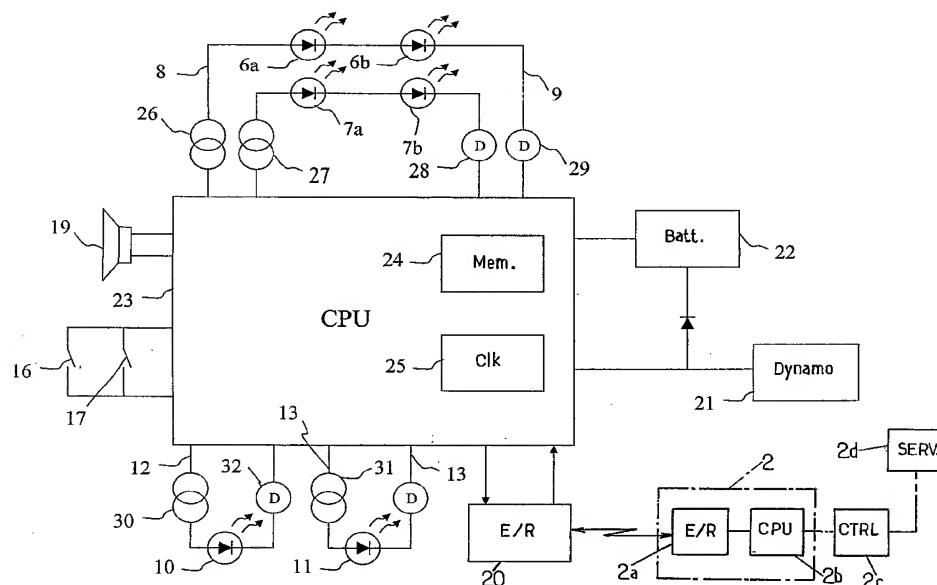 8
6a
6b
9
26
7a
7b
27
28
D
D
29
19
23
24
Mem.
Batt.
22
CPU
25
Clk
Dynamo
21
16
17
13
12
32
31
13
D
D
30
10
11
E/R
20
2
E/R
CPU
2a
2b
CTRL
2c
2d
SERV.